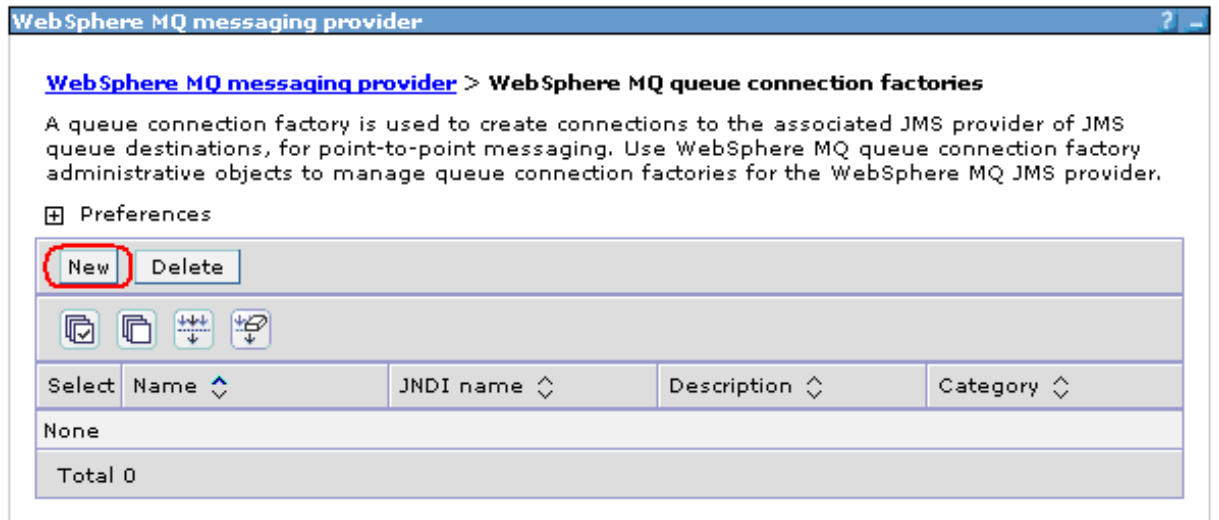 WebSphere MQ messaging provider ? _
WebSphere MQ messaging provider > WebSphere MQ queue connection factories
A queue connection factory is used to create connections to the associated JMS provider of JMS
queue destinations, for point-to-point messaging. Use WebSphere MQ queue connection factory
administrative objects to manage queue connection factories for the WebSphere MQ JMS provider.
Preferences
New Delete
Select Name JNDI name Description Category
None
Total 0